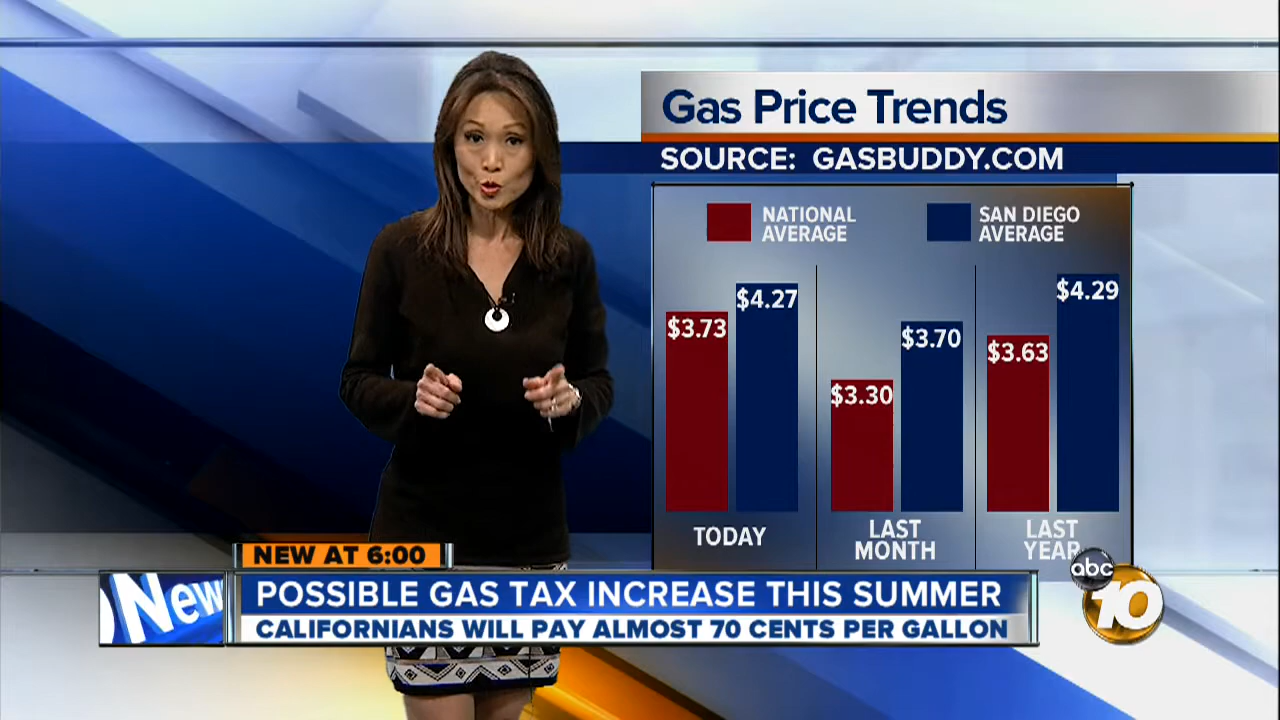 Gas Price Trends
SOURCE: GASBUDDY.COM
NATIONAL
AVERAGE
SAN DIEGO
AVERAGE
$3.73
$4.27
$3.30
$3.70
$3.63
$4.29
TODAY
LAST
MONTH
LAST
YEAR
NEW AT 6:00
New
POSSIBLE GAS TAX INCREASE THIS SUMMER
CALIFORNIANS WILL PAY ALMOST 70 CENTS PER GALLON
abc
10